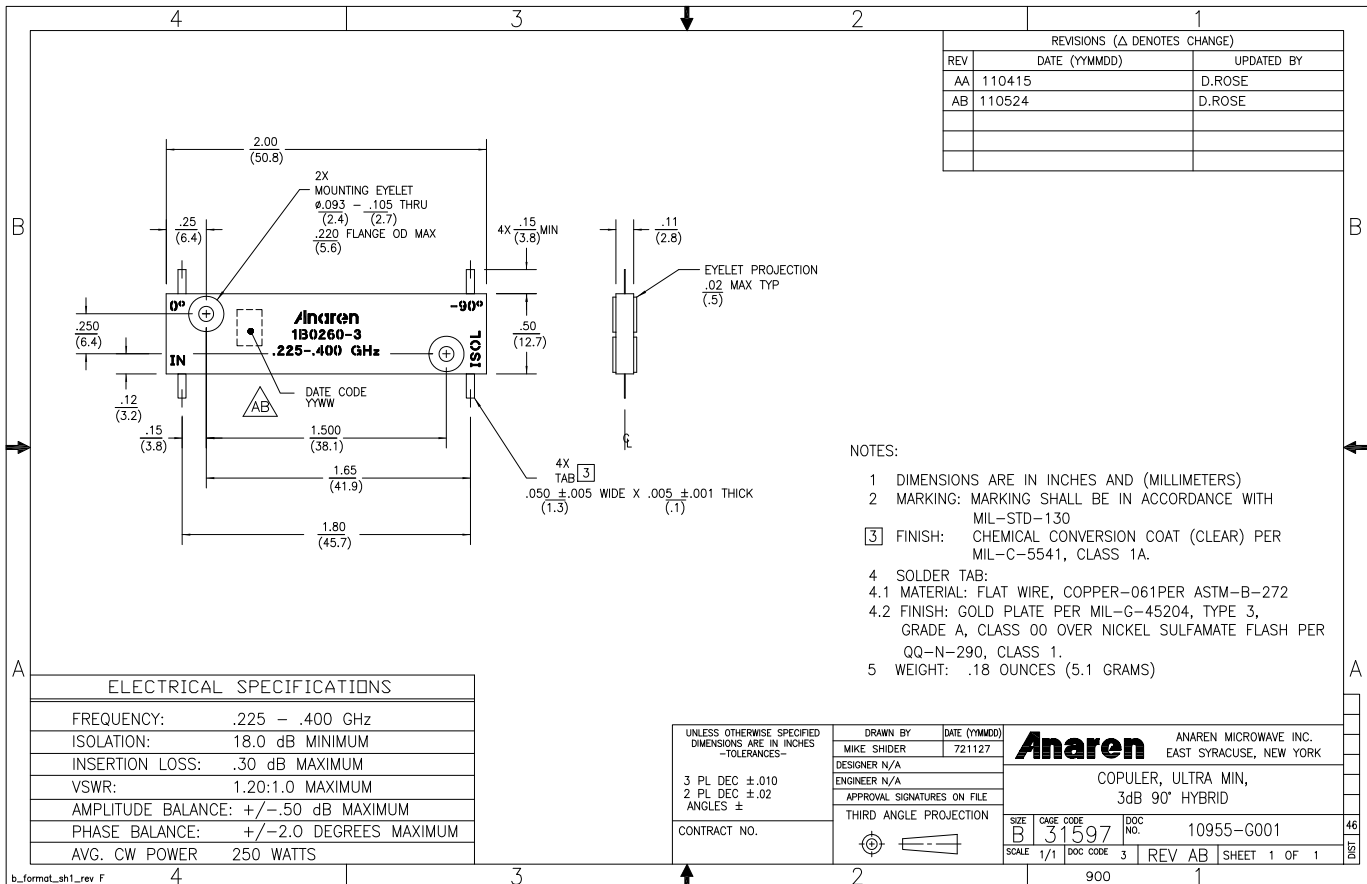 4 3 2 1
REVISIONS (△ DENOTES CHANGE)
REV DATE (YYMMDD) UPDATED BY
AA 110415 D.ROSE
AB 110524 D.ROSE
B
B
2.00
(50.8)
2X
MOUNTING EYELET
ø.093 – .105 THRU
(2.4) (2.7)
.220 FLANGE OD MAX
(5.6)
.25
(6.4)
4X .15 MIN
(3.8)
.11
(2.8)
EYELET PROJECTION
.02 MAX TYP
(.5)
0°
-90°
Anaren
1B0260-3
.225-.400 GHz
IN
ISOL
.250
(6.4)
.50
(12.7)
.12
(3.2)
DATE CODE
YYWW
AB
.15
(3.8)
1.500
(38.1)
1.65
(41.9)
1.80
(45.7)
4X
TAB 3
.050 ±.005 WIDE X .005 ±.001 THICK
(1.3) (.1)
CL
NOTES:
1 DIMENSIONS ARE IN INCHES AND (MILLIMETERS)
2 MARKING: MARKING SHALL BE IN ACCORDANCE WITH
MIL-STD-130
3 FINISH: CHEMICAL CONVERSION COAT (CLEAR) PER
MIL-C-5541, CLASS 1A.
4 SOLDER TAB:
4.1 MATERIAL: FLAT WIRE, COPPER-061PER ASTM-B-272
4.2 FINISH: GOLD PLATE PER MIL-G-45204, TYPE 3,
GRADE A, CLASS 00 OVER NICKEL SULFAMATE FLASH PER
QQ-N-290, CLASS 1.
5 WEIGHT: .18 OUNCES (5.1 GRAMS)
A
A
ELECTRICAL SPECIFICATIONS
FREQUENCY: .225 – .400 GHz
ISOLATION: 18.0 dB MINIMUM
INSERTION LOSS: .30 dB MAXIMUM
VSWR: 1.20:1.0 MAXIMUM
AMPLITUDE BALANCE: +/-.50 dB MAXIMUM
PHASE BALANCE: +/-2.0 DEGREES MAXIMUM
AVG. CW POWER 250 WATTS
UNLESS OTHERWISE SPECIFIED
DIMENSIONS ARE IN INCHES
-TOLERANCES-
3 PL DEC ±.010
2 PL DEC ±.02
ANGLES ±
CONTRACT NO.
DRAWN BY DATE (YYMMDD)
MIKE SHIDER 721127
DESIGNER N/A
ENGINEER N/A
APPROVAL SIGNATURES ON FILE
THIRD ANGLE PROJECTION
Anaren
ANAREN MICROWAVE INC.
EAST SYRACUSE, NEW YORK
COPULER, ULTRA MIN,
3dB 90° HYBRID
SIZE B
CAGE CODE 31597
DOC NO. 10955-G001
SCALE 1/1 DOC CODE 3 REV AB SHEET 1 OF 1
46
DIST
b_format_sh1_rev F
4 3 2 900 1